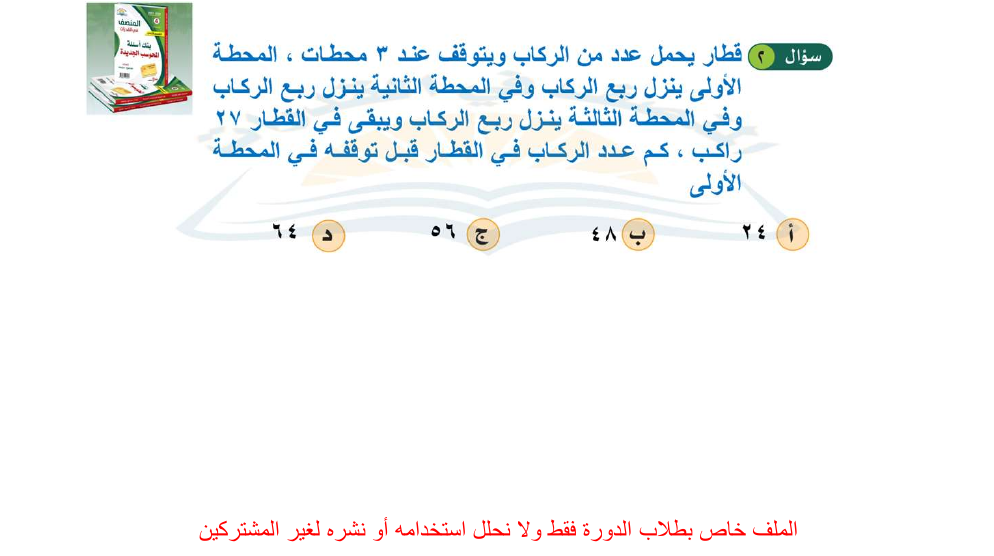 المنصف
بنك أسئلة
المحوسب الجديدة
سؤال ٢ قطار يحمل عدد من الركاب ويتوقف عند ٣ محطات ، المحطة
الأولى ينزل ربع الركاب وفي المحطة الثانية ينزل ربع الركاب
وفي المحطة الثالثة ينزل ربع الركاب ويبقى في القطار ٢٧
راكب ، كم عدد الركاب في القطار قبل توقفه في المحطة
الأولى
أ ٢٤ ب ٤٨ ج ٥٦ د ٦٤
الملف خاص بطلاب الدورة فقط ولا نحلل استخدامه أو نشره لغير المشتركين